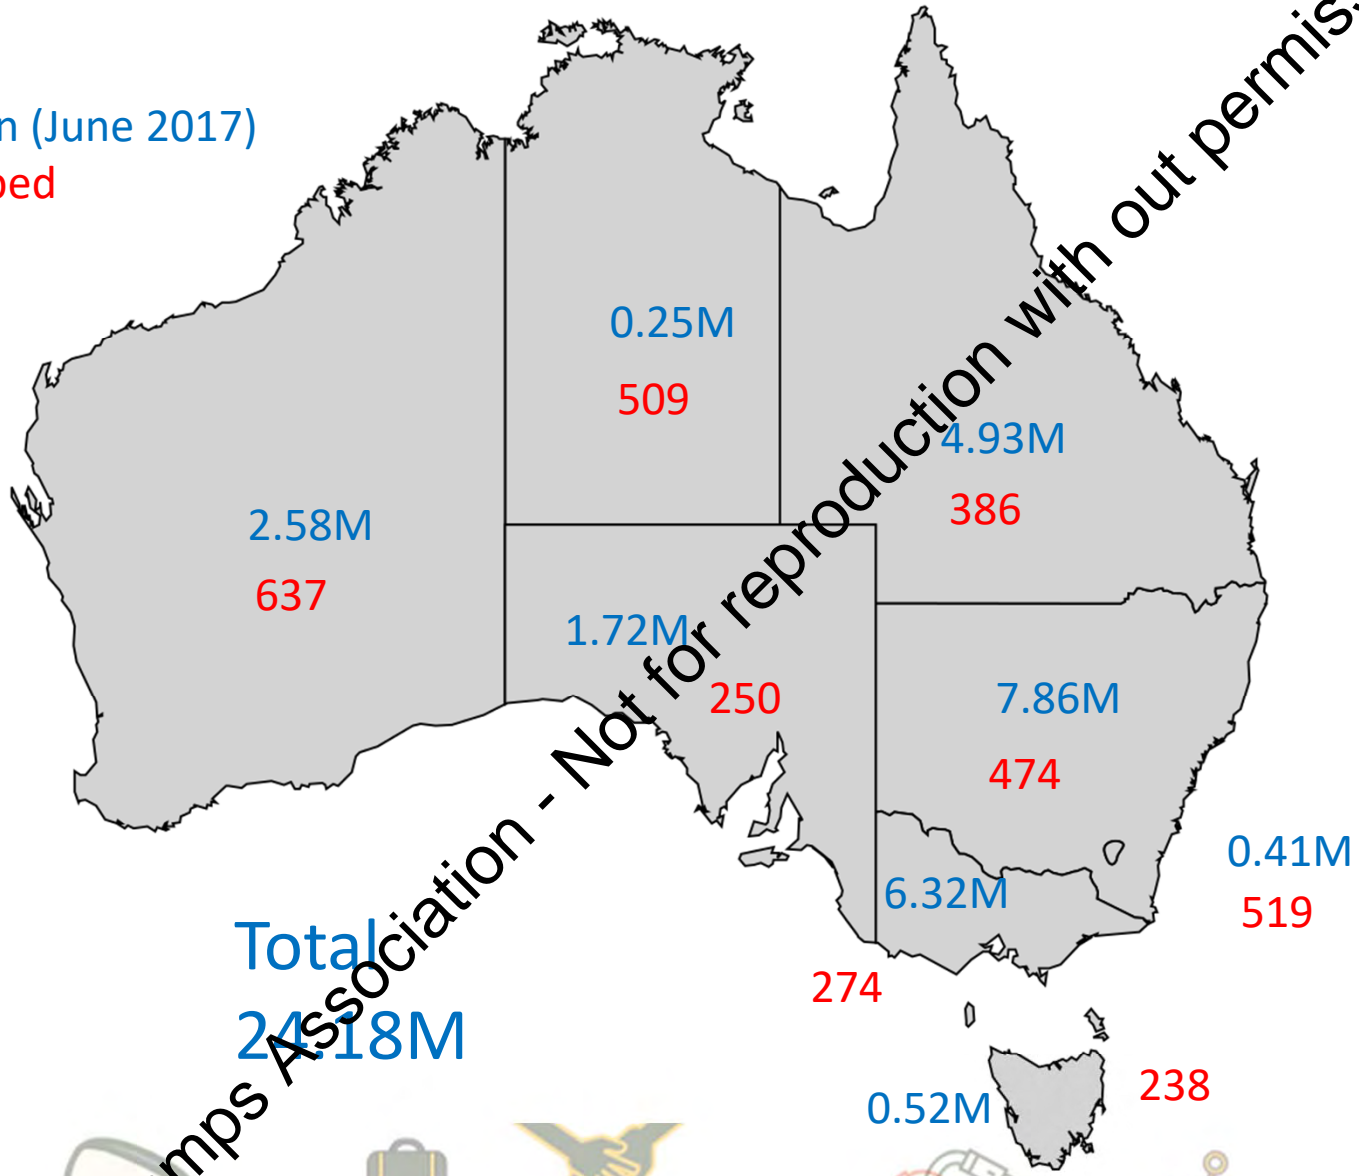 n (June 2017)
ped
0.25M
509
4.93M
386
2.58M
637
1.72M
250
7.86M
474
0.41M
519
6.32M
274
Total
24.18M
0.52M
238
mps Association - Not for reproduction with out permis